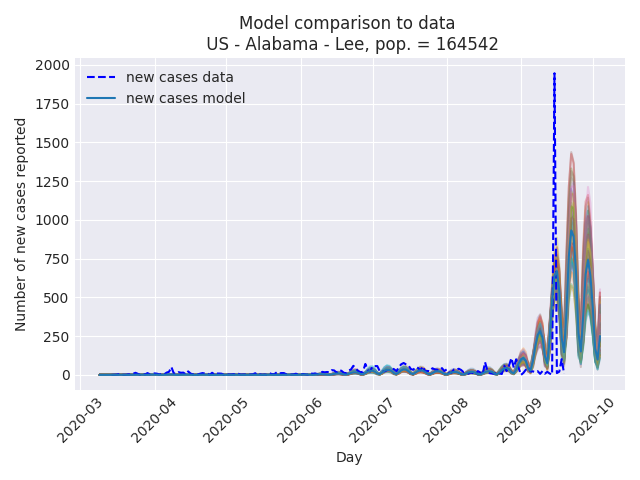 Model comparison to data
US - Alabama - Lee, pop. = 164542
new cases data
new cases model
Number of new cases reported
2000
1750
1500
1250
1000
750
500
250
0
2020-03
2020-04
2020-05
2020-06
2020-07
2020-08
2020-09
2020-10
Day